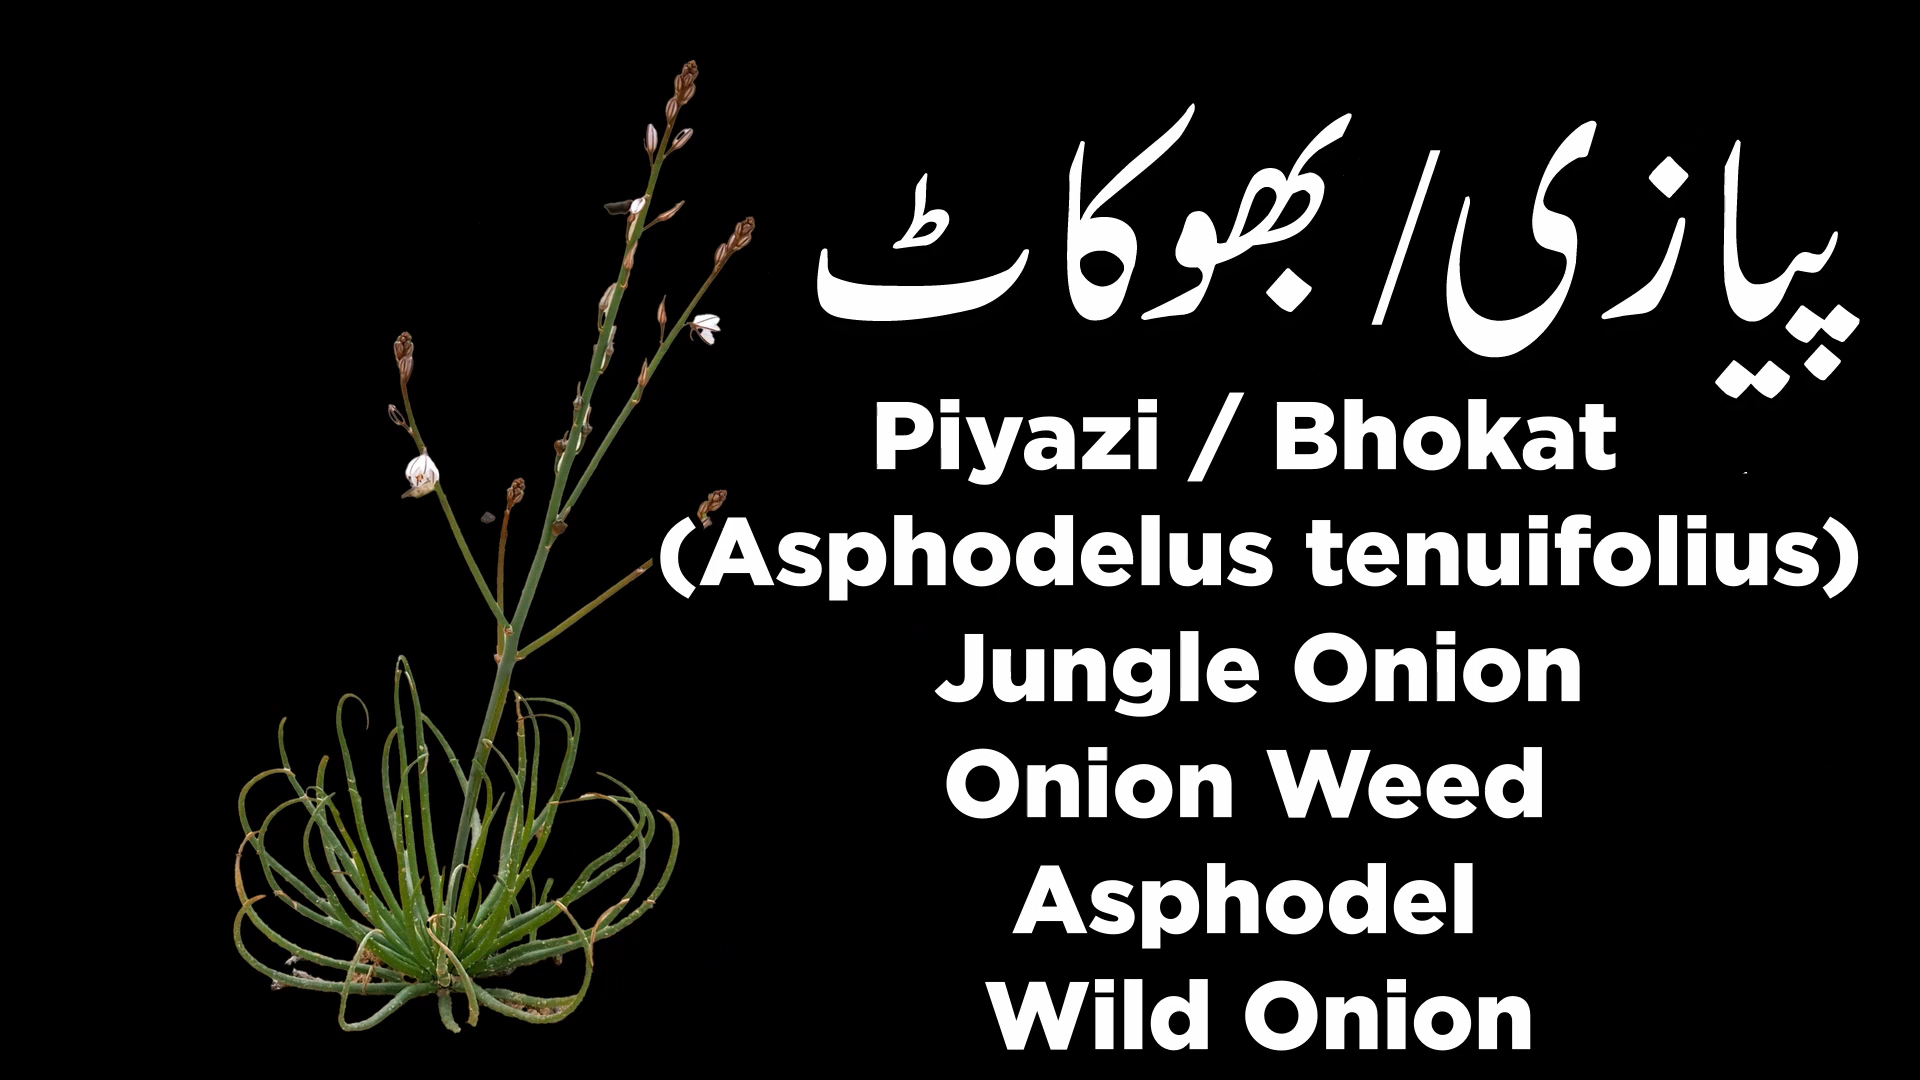 پیازی / بھوکاٹ
Piyazi / Bhokat
(Asphodelus tenuifolius)
Jungle Onion
Onion Weed
Asphodel
Wild Onion